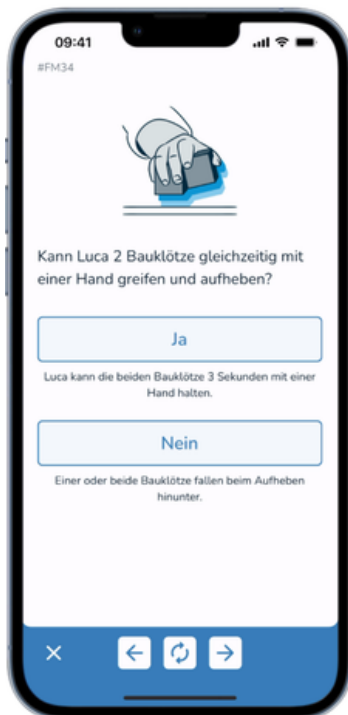 09:41
#FM34
Kann Luca 2 Bauklötze gleichzeitig mit
einer Hand greifen und aufheben?
Ja
Luca kann die beiden Bauklötze 3 Sekunden mit einer
Hand halten.
Nein
Einer oder beide Bauklötze fallen beim Aufheben
hinunter.